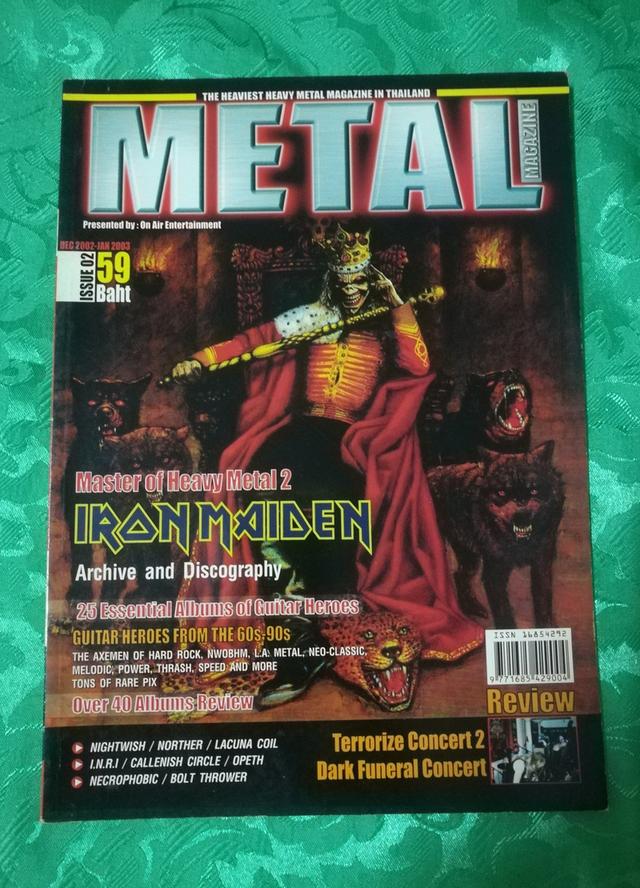 THE HEAVIEST HEAVY METAL MAGAZINE IN THAILAND
METAL
MAGAZINE
Presented by : On Air Entertainment
DEC 2002-JAN 2003
ISSUE 02
59
Baht
Master of Heavy Metal 2
IRON MAIDEN
Archive and Discography
25 Essential Albums of Guitar Heroes
GUITAR HEROES FROM THE 60s-90s
THE AXEMEN OF HARD ROCK, NWOBHM, L.A. METAL, NEO-CLASSIC,
MELODIC, POWER, THRASH, SPEED AND MORE
TONS OF RARE PIX
Over 40 Albums Review
ISSN 16854292
9 771685 429004
Review
Terrorize Concert 2
Dark Funeral Concert
NIGHTWISH / NORTHER / LACUNA COIL
I.N.R.I / CALLENISH CIRCLE / OPETH
NECROPHOBIC / BOLT THROWER